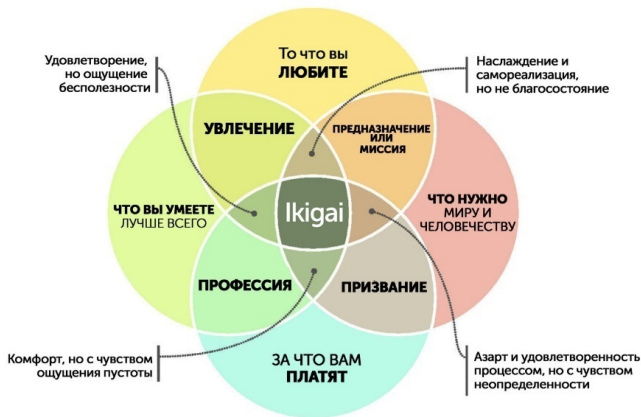 Удовлетворение,
но ощущение
бесполезности
То что вы
ЛЮБИТЕ
Наслаждение и
самореализация,
но не благосостояние
УВЛЕЧЕНИЕ
ПРЕДНАЗНАЧЕНИЕ
ИЛИ
МИССИЯ
ЧТО ВЫ УМЕЕТЕ
ЛУЧШЕ ВСЕГО
Ikigai
ЧТО НУЖНО
МИРУ И
ЧЕЛОВЕЧЕСТВУ
ПРОФЕССИЯ
ПРИЗВАНИЕ
Комфорт, но с чувством
ощущения пустоты
ЗА ЧТО ВАМ
ПЛАТЯТ
Азарт и удовлетворенность
процессом, но с чувством
неопределенности